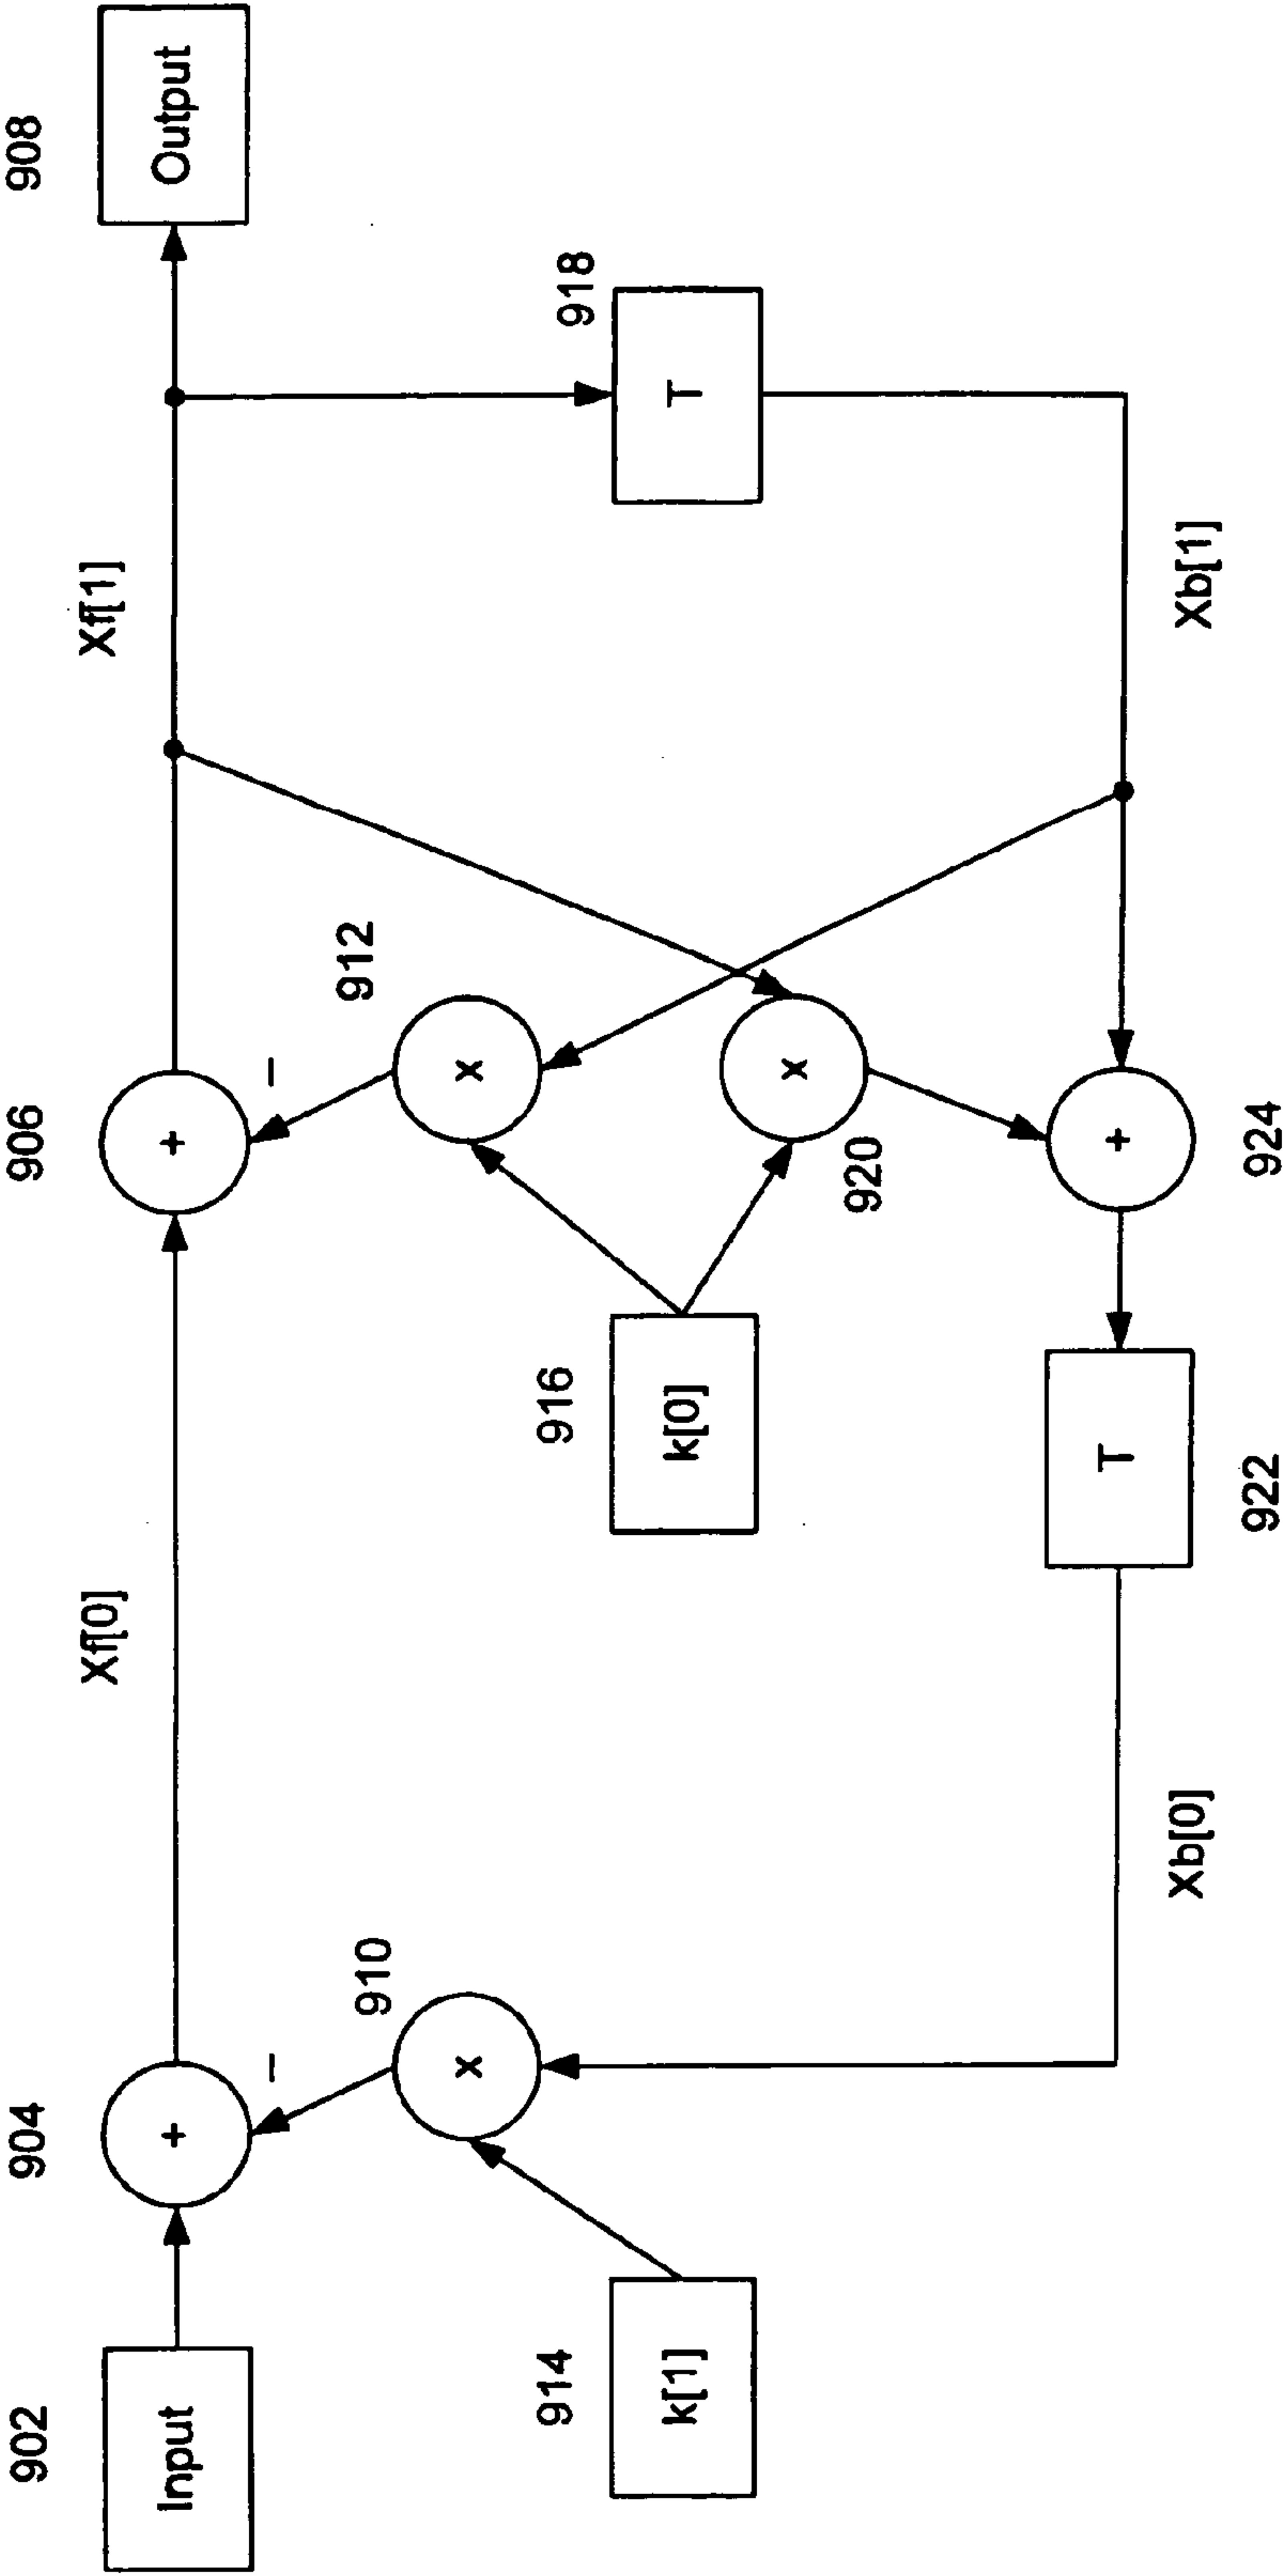 902
904
906
908
Input
+
+
Output
Xf[0]
Xf[1]
–
–
910
912
x
x
914
916
918
k[1]
k[0]
x
T
920
T
+
Xb[0]
Xb[1]
922
924